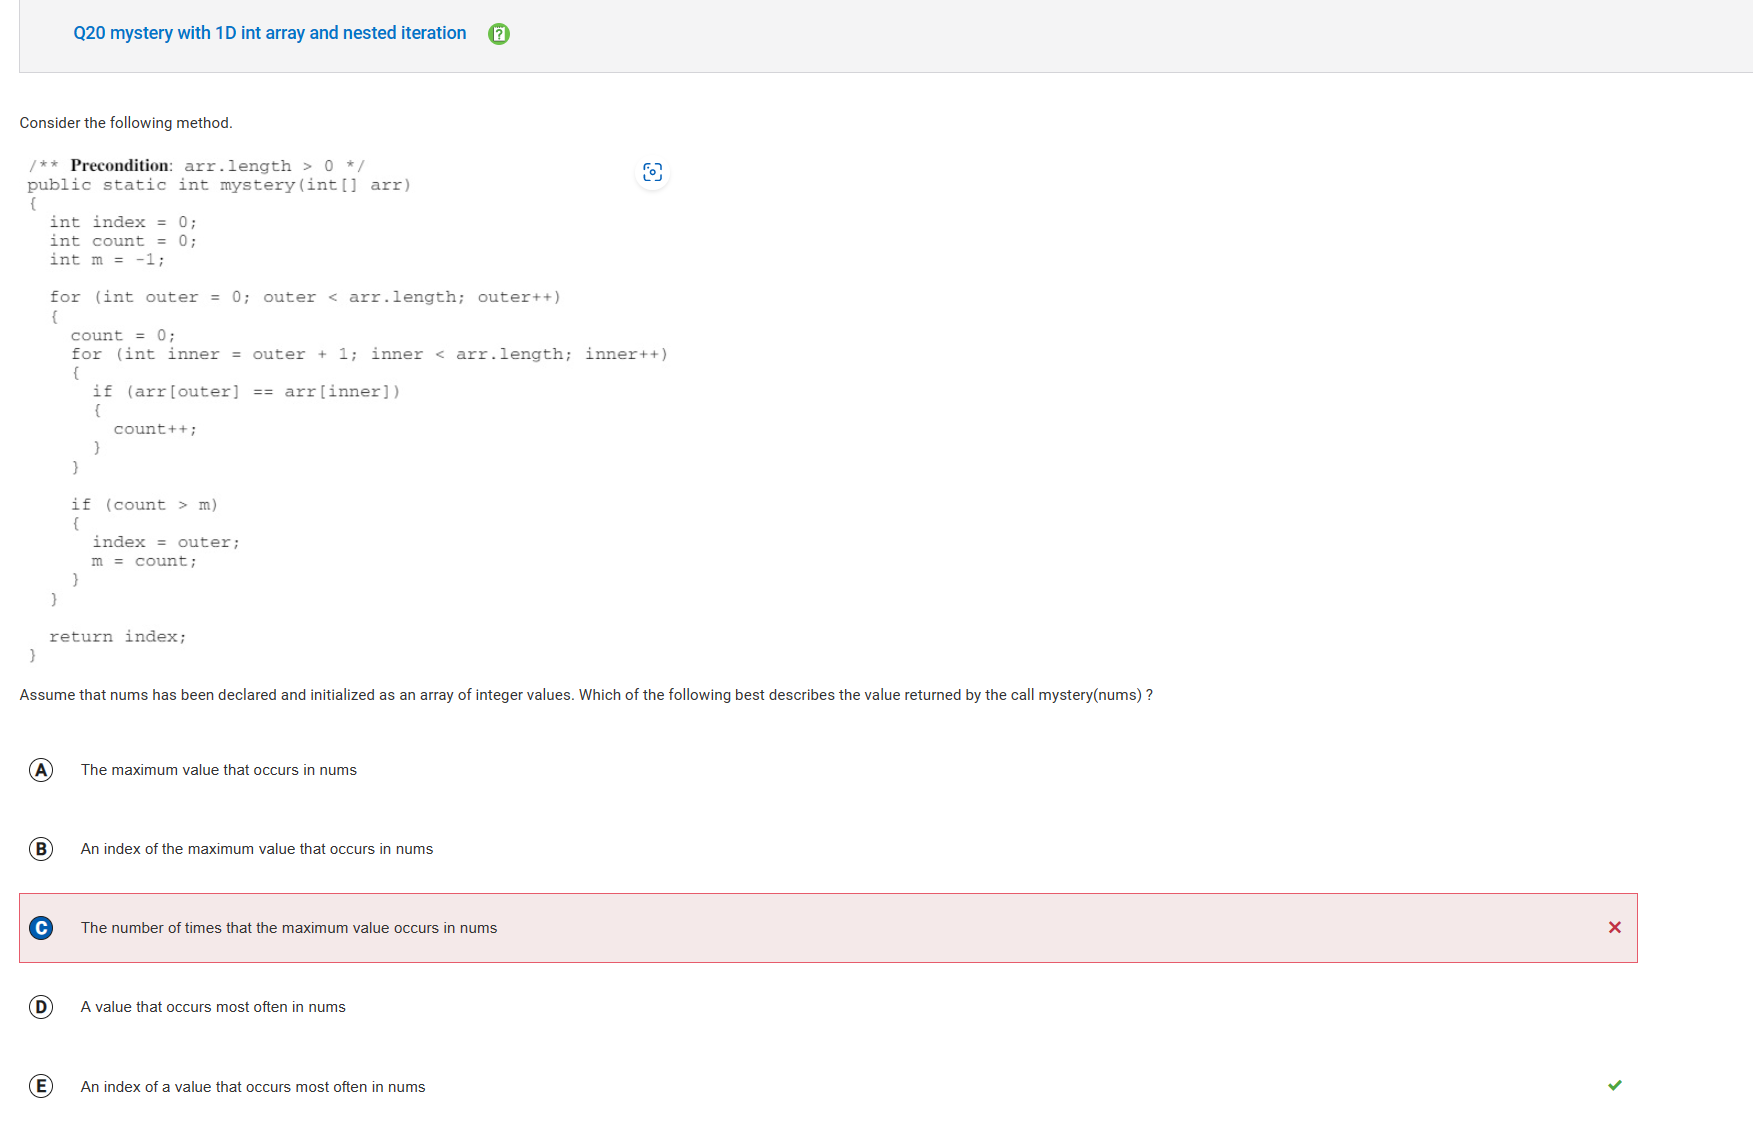 Q20 mystery with 1D int array and nested iteration
Consider the following method.
/** Precondition: arr.length > 0 */
public static int mystery(int[] arr)
{
int index = 0;
int count = 0;
int m = -1;
for (int outer = 0; outer < arr.length; outer++)
{
count = 0;
for (int inner = outer + 1; inner < arr.length; inner++)
{
if (arr[outer] == arr[inner])
{
count++;
}
}
if (count > m)
{
index = outer;
m = count;
}
}
return index;
}
Assume that nums has been declared and initialized as an array of integer values. Which of the following best describes the value returned by the call mystery(nums) ?
A The maximum value that occurs in nums
B An index of the maximum value that occurs in nums
C The number of times that the maximum value occurs in nums
D A value that occurs most often in nums
E An index of a value that occurs most often in nums